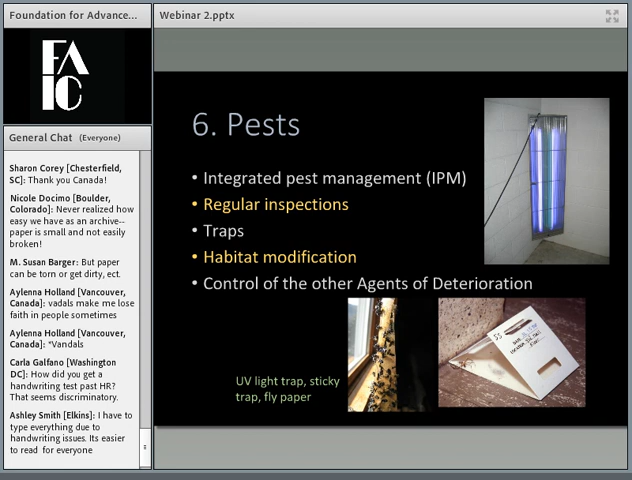 Foundation for Advance...
FA
IC
General Chat (Everyone)
Sharon Corey [Chesterfield,
SC]: Thank you Canada!
Nicole Docimo [Boulder,
Colorado]: Never realized how
easy we have as an archive--
paper is small and not easily
broken!
M. Susan Barger: But paper
can be torn or get dirty, ect.
Aylenna Holland [Vancouver,
Canada]: vadals make me lose
faith in people sometimes
Aylenna Holland [Vancouver,
Canada]: *Vandals
Carla Galfano [Washington
DC]: How did you get a
handwriting test past HR?
That seems discriminatory.
Ashley Smith [Elkins]: I have to
type everything due to
handwriting issues. Its easier
to read for everyone
Webinar 2.pptx
6. Pests
• Integrated pest management (IPM)
• Regular inspections
• Traps
• Habitat modification
• Control of the other Agents of Deterioration
UV light trap, sticky
trap, fly paper